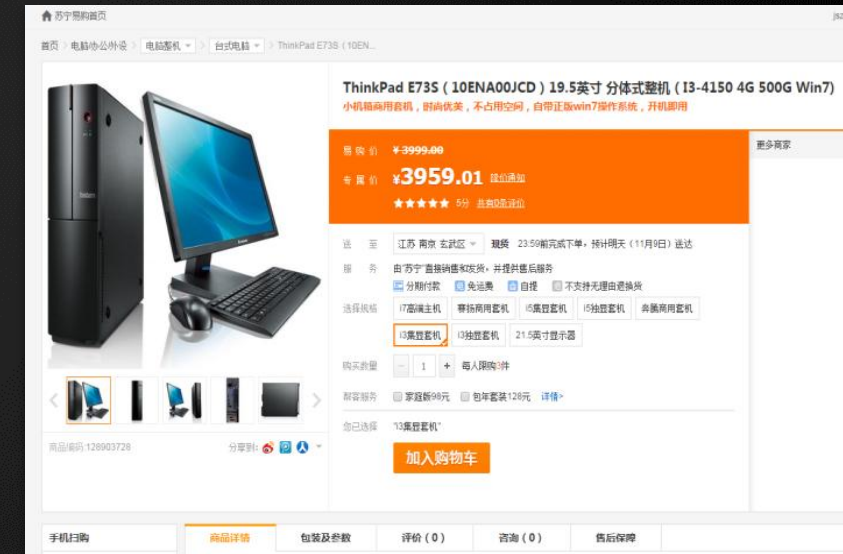 苏宁易购首页
jsz
首页 > 电脑/办公/外设 > 电脑整机 > 台式电脑 > ThinkPad E73S（10EN...
ThinkPad E73S（10ENA00JCD）19.5英寸 分体式整机（I3-4150 4G 500G Win7)
小机箱商用套机，时尚优美，不占用空间，自带正版win7操作系统，开机即用
易购价 ¥3999.00
更多商家
专属价 ¥3959.01 降价通知
5分 共有0条评价
送至 江苏 南京 玄武区 现货 23:59前完成下单，预计明天（11月9日）送达
服务 由"苏宁"直接销售和发货，并提供售后服务
分期付款 免运费 自提 不支持无理由退换货
选择规格 i7高端主机 赛扬商用套机 i5集显套机 i5独显套机 奔腾商用套机
i3集显套机 i3独显套机 21.5英寸显示器
购买数量 － 1 + 每人限购3件
帮客服务 家庭版98元 包年套装128元 详情>
您已选择 "i3集显套机"
商品编码:128903728 分享到:
加入购物车
手机扫购 商品详情 包装及参数 评价（0） 咨询（0） 售后保障